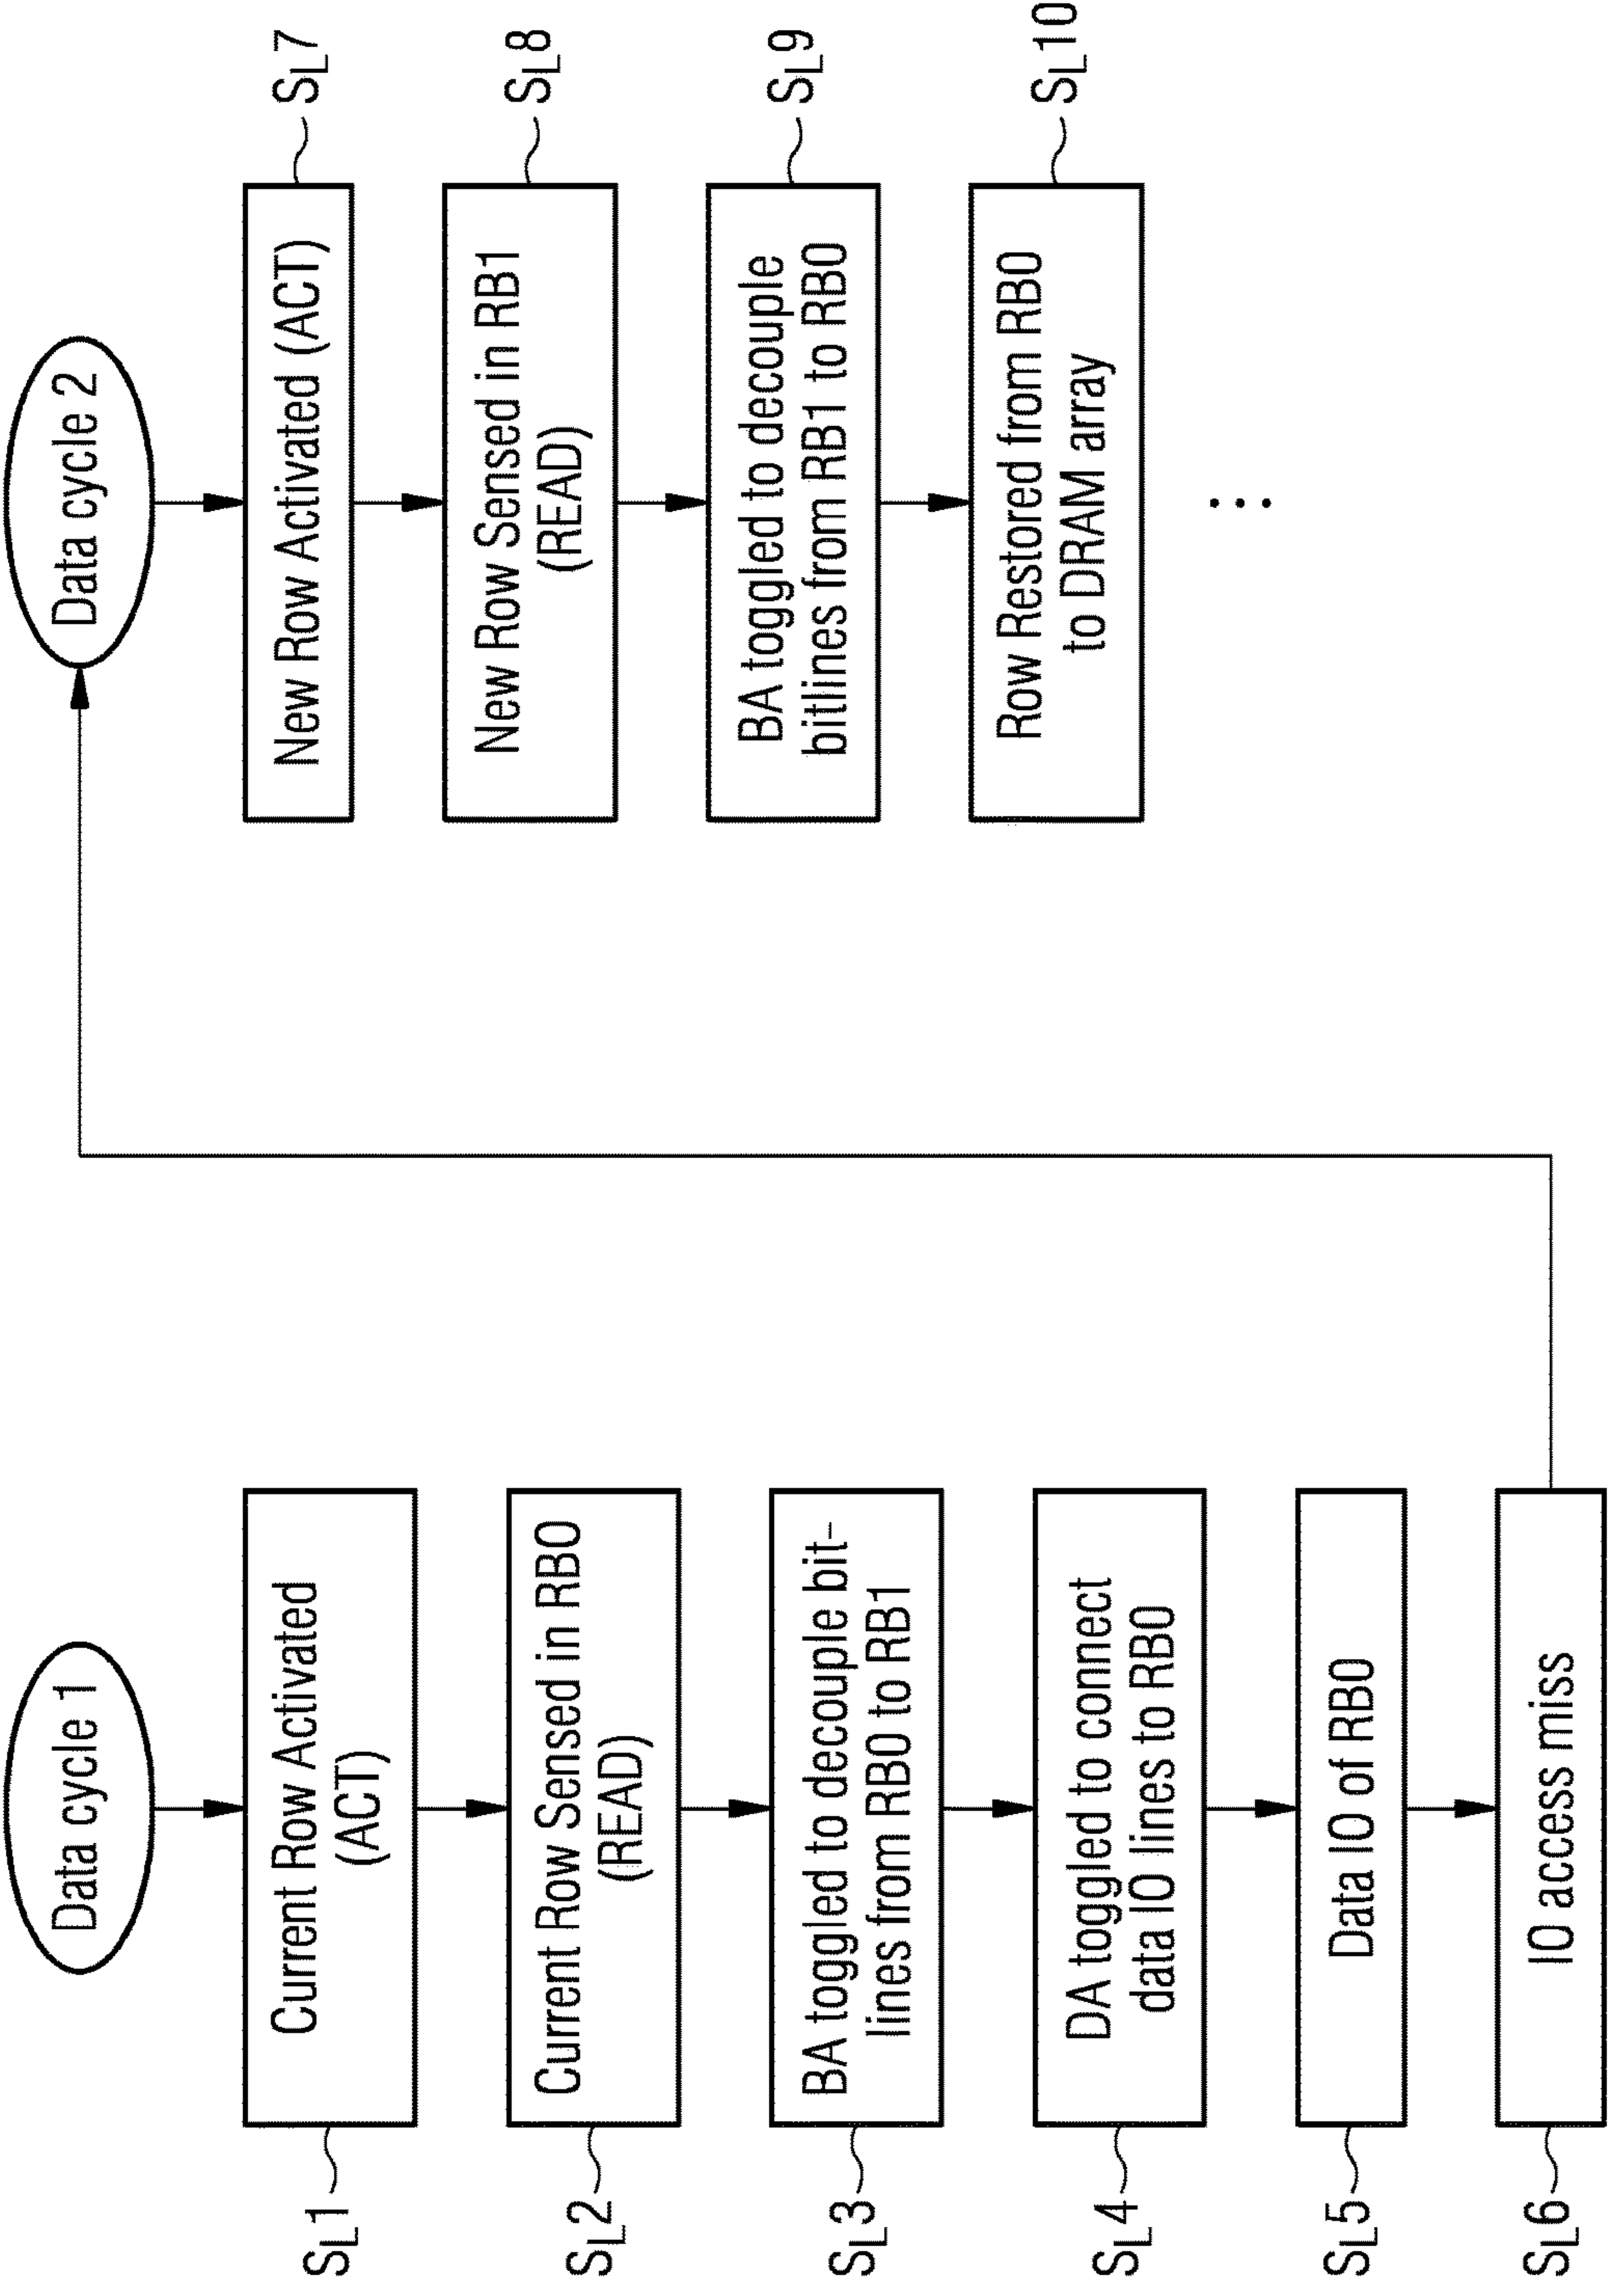 Data cycle 1
SL1
Current Row Activated
(ACT)
SL2
Current Row Sensed in RB0
(READ)
SL3
BA toggled to decouple bit-
lines from RB0 to RB1
SL4
DA toggled to connect
data IO lines to RB0
SL5
Data IO of RB0
SL6
IO access miss
Data cycle 2
New Row Activated (ACT)
SL7
New Row Sensed in RB1
(READ)
SL8
BA toggled to decouple
bitlines from RB1 to RB0
SL9
Row Restored from RB0
to DRAM array
SL10
...